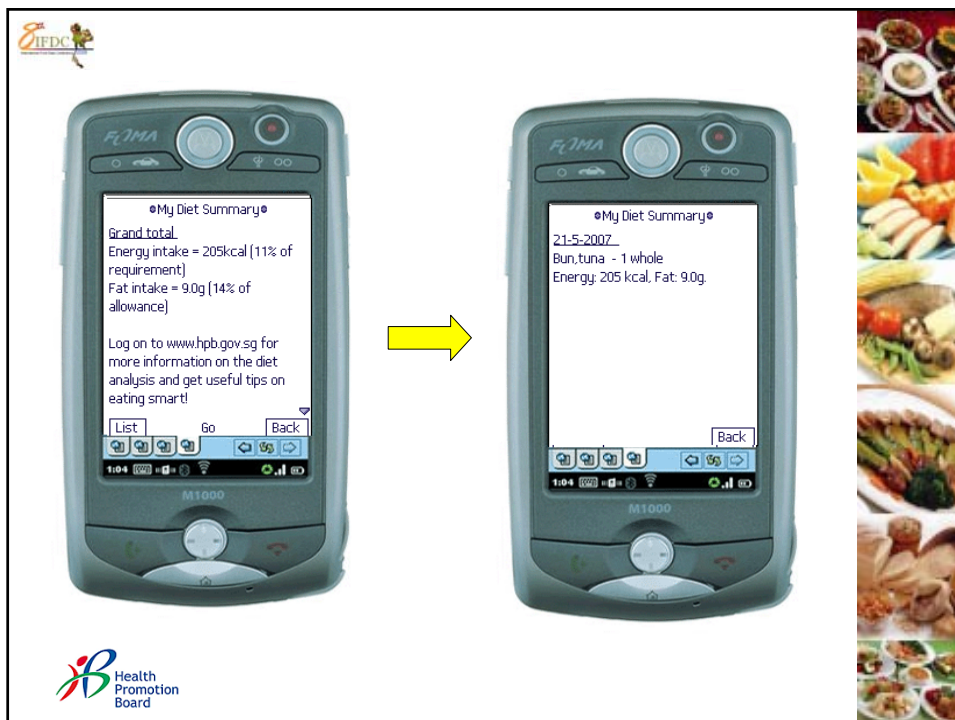 8th IFDC
FOMA
M
My Diet Summary
Grand total
Energy intake = 205kcal (11% of
requirement)
Fat intake = 9.0g (14% of
allowance)
Log on to www.hpb.gov.sg for
more information on the diet
analysis and get useful tips on
eating smart!
List Go Back
1:04
M1000
FOMA
M
My Diet Summary
21-5-2007
Bun,tuna - 1 whole
Energy: 205 kcal, Fat: 9.0g.
Back
1:04
M1000
Health
Promotion
Board